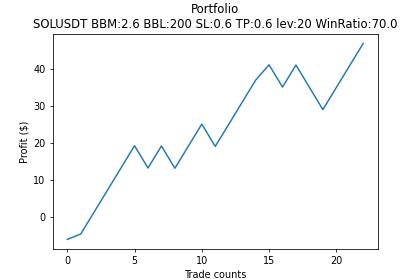 Portfolio
SOLUSDT BBM:2.6 BBL:200 SL:0.6 TP:0.6 lev:20 WinRatio:70.0
40
30
20
10
0
Profit ($)
0 5 10 15 20
Trade counts